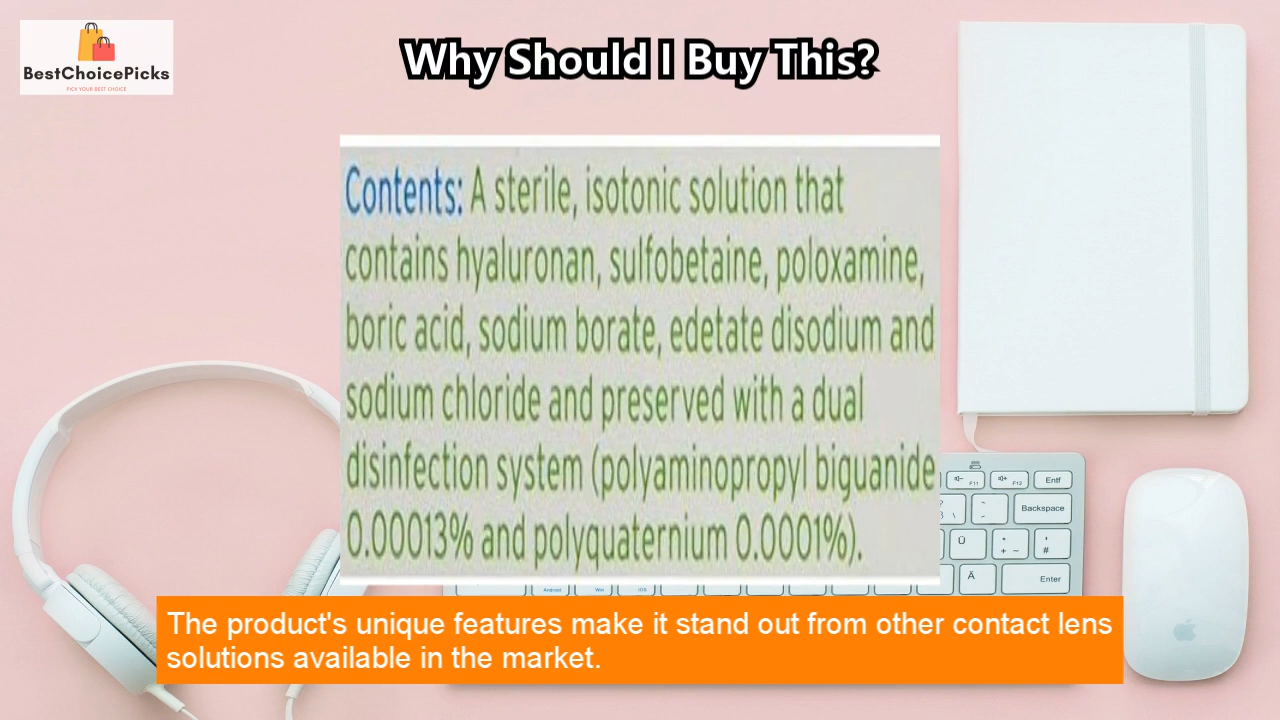 BestChoicePicks
PICK YOUR BEST CHOICE
Why Should I Buy This?
Contents: A sterile, isotonic solution that
contains hyaluronan, sulfobetaine, poloxamine,
boric acid, sodium borate, edetate disodium and
sodium chloride and preserved with a dual
disinfection system (polyaminopropyl biguanide
0.00013% and polyquaternium 0.0001%).
F11 F12 Entf
? \ ~ - Backspace
Ü * + ~ ' #
Ä Enter
Android Win iOS
The product's unique features make it stand out from other contact lens
solutions available in the market.